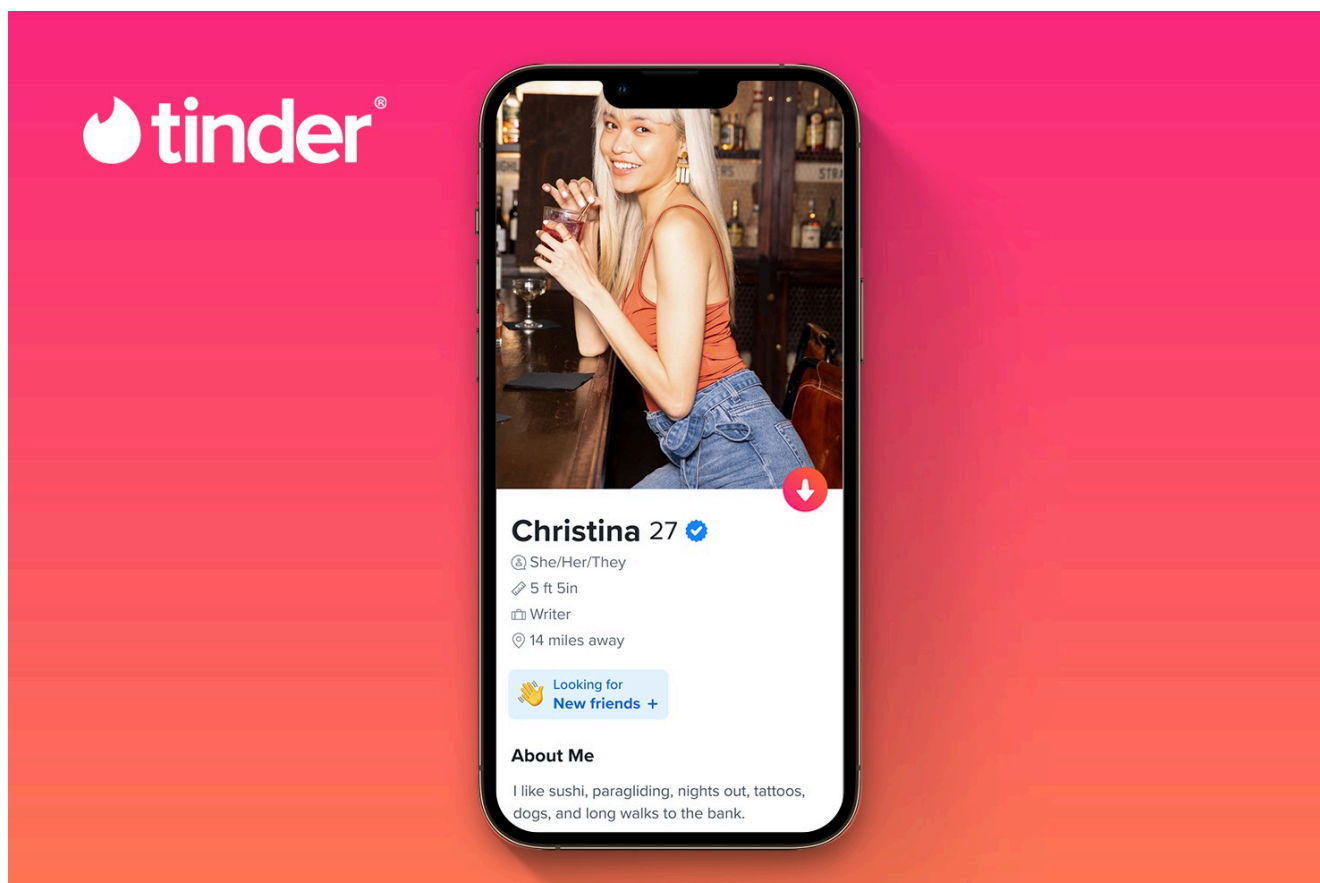 tinder®
Christina 27
She/Her/They
5 ft 5in
Writer
14 miles away
Looking for
New friends +
About Me
I like sushi, paragliding, nights out, tattoos,
dogs, and long walks to the bank.